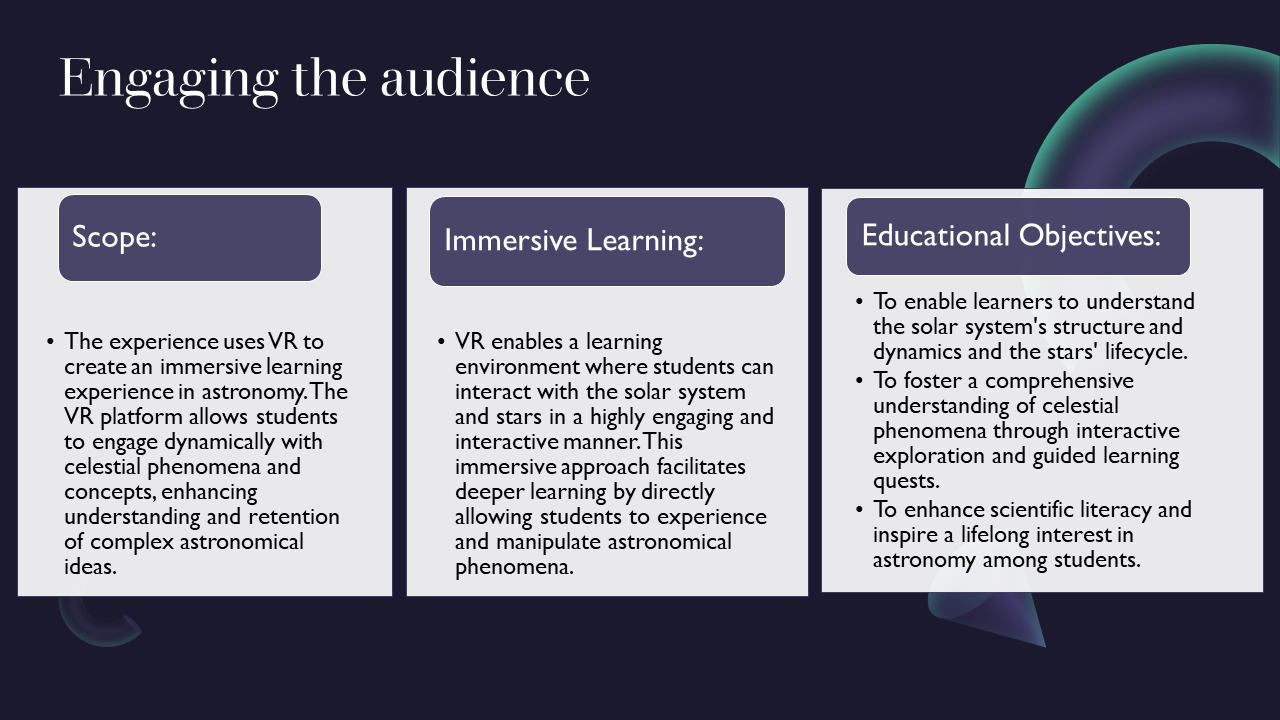 Engaging the audience
Scope:
• The experience uses VR to
create an immersive learning
experience in astronomy. The
VR platform allows students
to engage dynamically with
celestial phenomena and
concepts, enhancing
understanding and retention
of complex astronomical
ideas.
Immersive Learning:
• VR enables a learning
environment where students can
interact with the solar system
and stars in a highly engaging and
interactive manner. This
immersive approach facilitates
deeper learning by directly
allowing students to experience
and manipulate astronomical
phenomena.
Educational Objectives:
• To enable learners to understand
the solar system's structure and
dynamics and the stars' lifecycle.
• To foster a comprehensive
understanding of celestial
phenomena through interactive
exploration and guided learning
quests.
• To enhance scientific literacy and
inspire a lifelong interest in
astronomy among students.